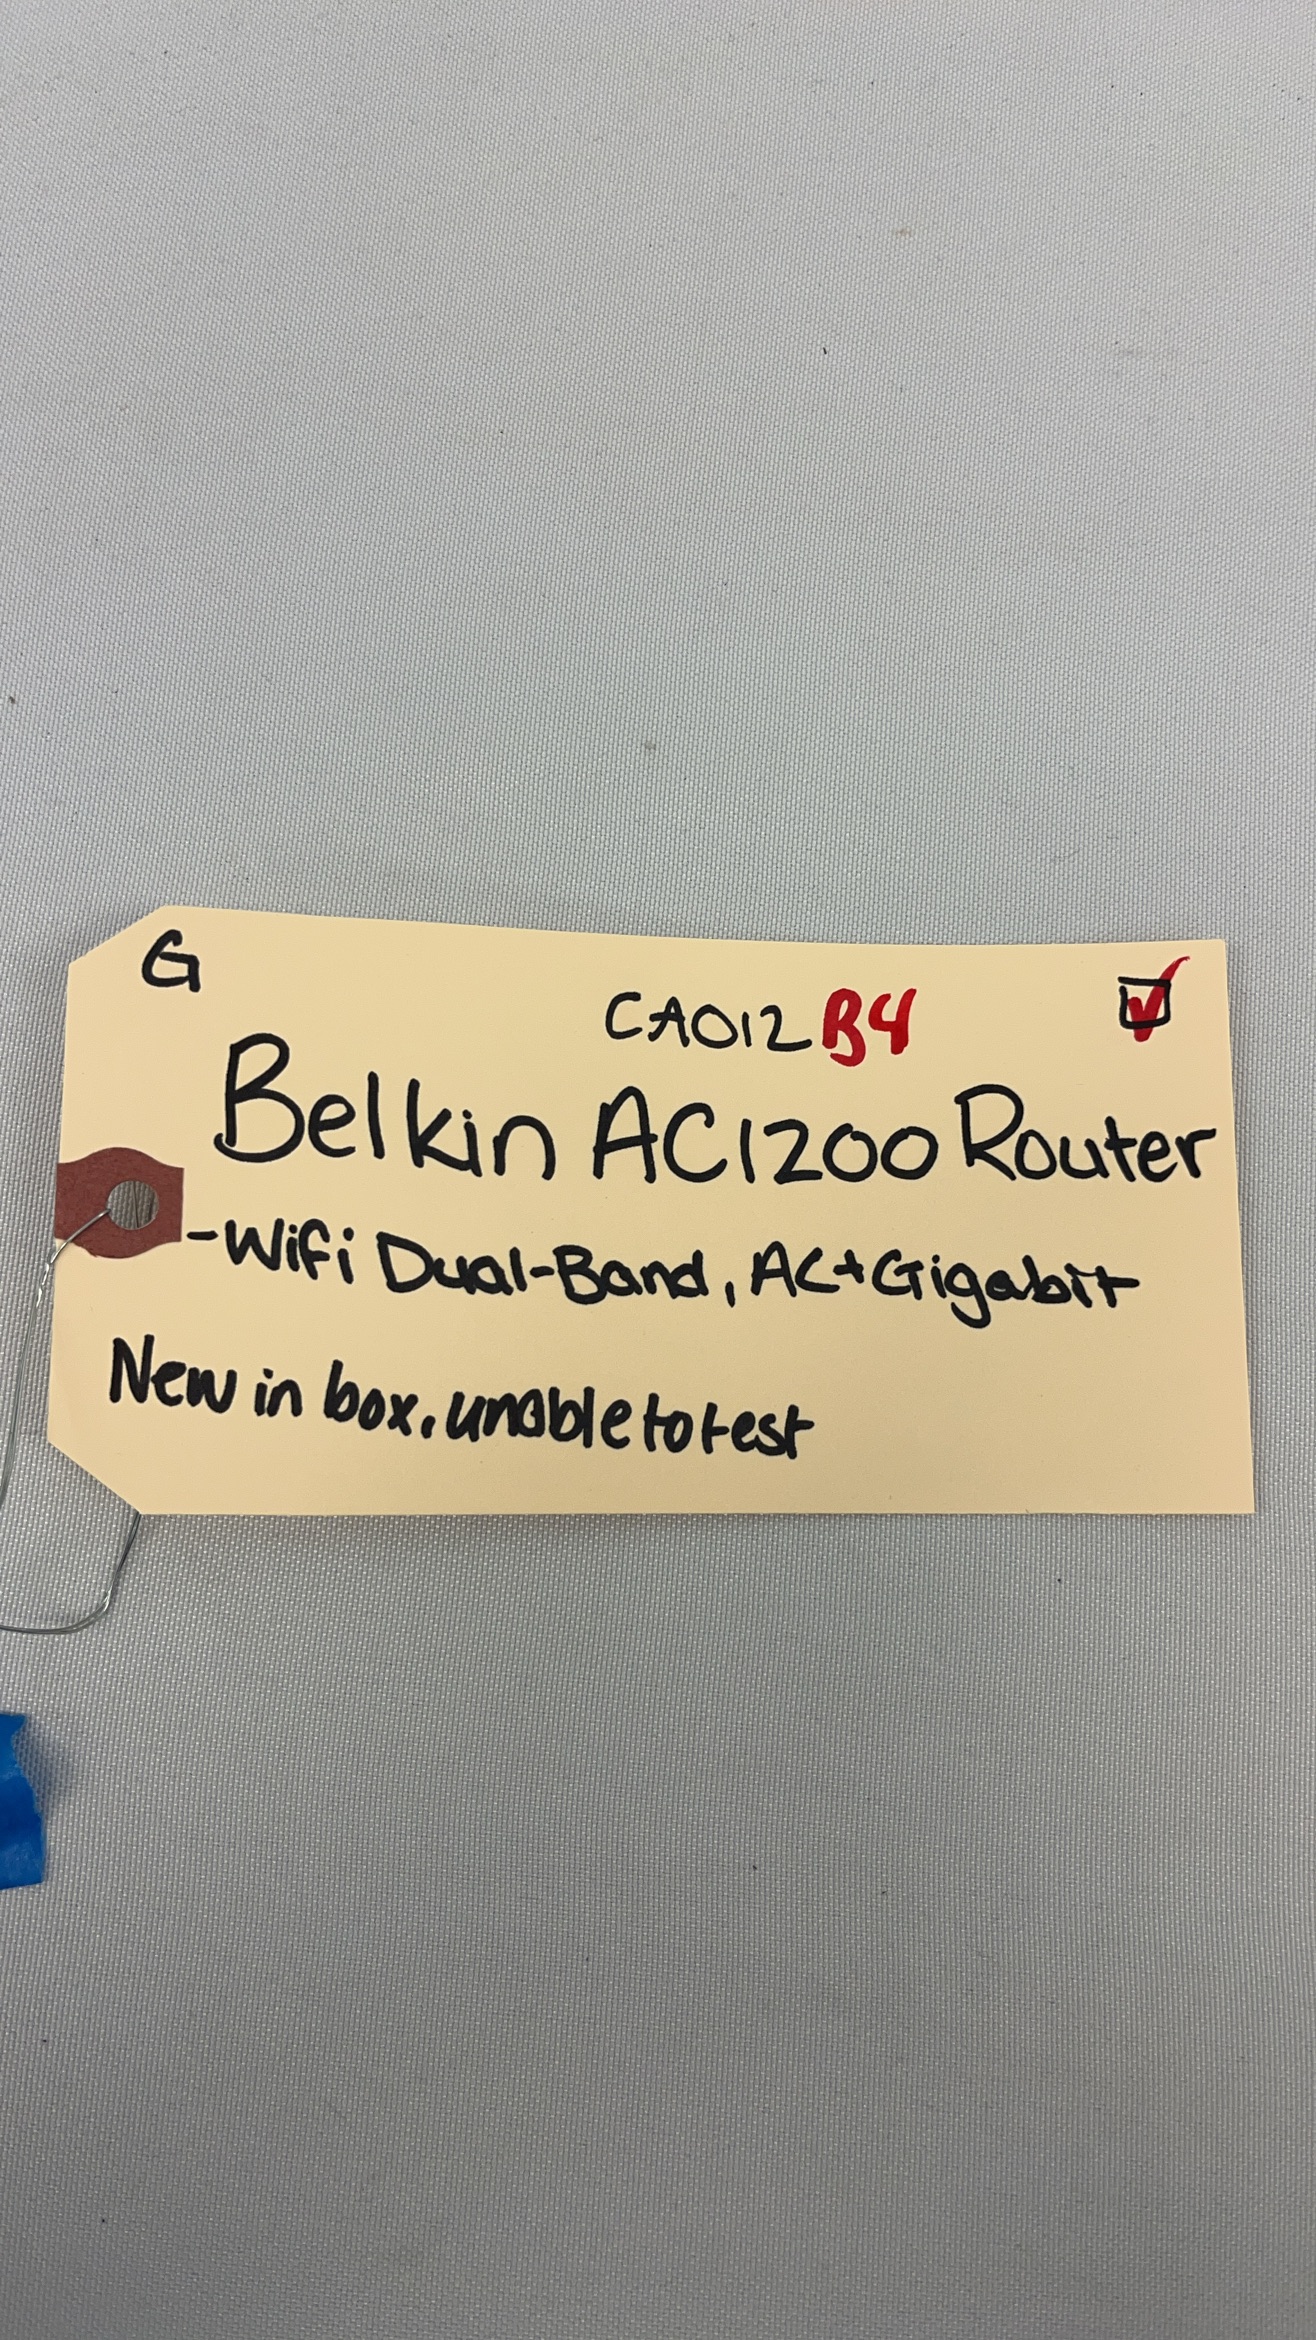 G
CA012 B4
Belkin AC1200 Router
-Wifi Dual-Band, AC+Gigabit
New in box. unable to test